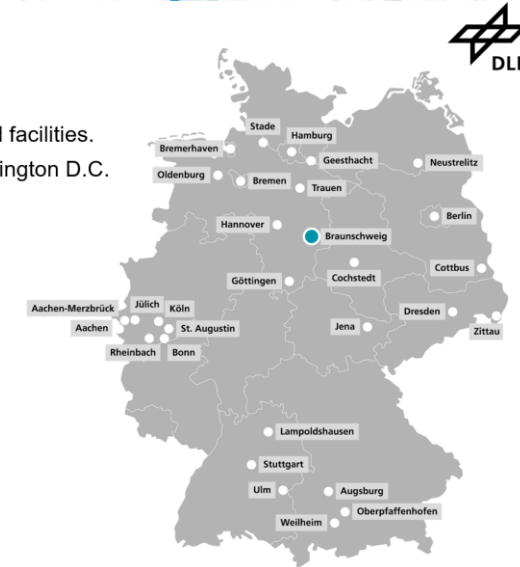 DLR
facilities.
ington D.C.
Stade
Hamburg
Bremerhaven
Geesthacht
Neustrelitz
Oldenburg
Bremen
Trauen
Berlin
Hannover
Braunschweig
Cochstedt
Cottbus
Göttingen
Aachen-Merzbrück
Jülich
Köln
Dresden
Aachen
St. Augustin
Jena
Zittau
Rheinbach
Bonn
Lampoldshausen
Stuttgart
Ulm
Augsburg
Oberpfaffenhofen
Weilheim